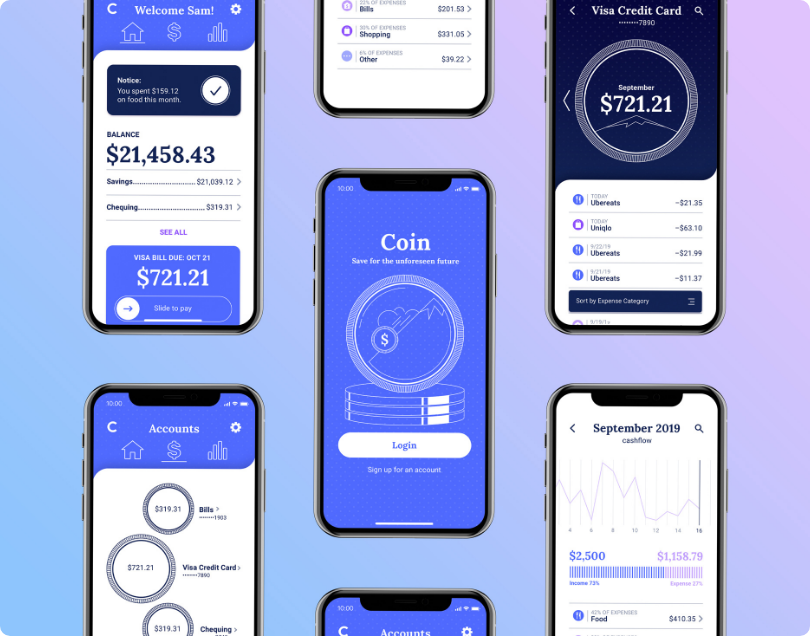 Welcome Sam!
Notice:
You spent $159.12
on food this month.
BALANCE
$21,458.43
Savings................................ $21,039.12
Chequing................................ $319.31
SEE ALL
VISA BILL DUE: OCT 21
$721.21
Slide to pay
10:00
Accounts
$319.31
Bills
1903
$721.21
Visa Credit Card
7890
$319.31
Chequing
23% OF EXPENSES
Bills
$201.53
30% OF EXPENSES
Shopping
$331.05
6% OF EXPENSES
Other
$39.22
10:00
Coin
Save for the unforeseen future
$
Login
Sign up for an account
10:00
Accounts
Visa Credit Card
7890
September
$721.21
TODAY
Ubereats
–$21.35
TODAY
Uniqlo
–$63.10
9/22/19
Ubereats
–$21.99
9/21/19
Ubereats
–$11.37
Sort by Expense Category
September 2019
cashflow
4 6 8 10 12 14 16
$2,500
$1,158.79
Income 73%
Expense 27%
42% OF EXPENSES
Food
$410.35